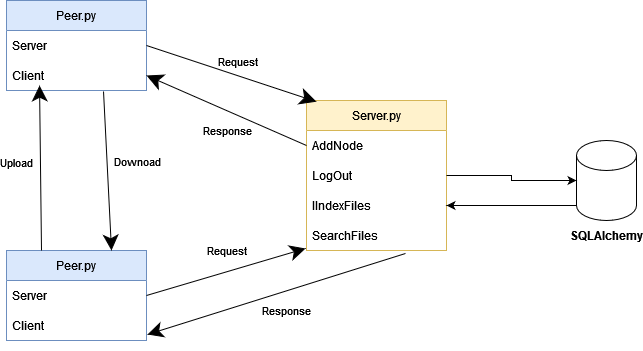 Peer.py
Server
Client
Request
Response
Server.py
AddNode
LogOut
IIndexFiles
SearchFiles
Upload
Dovvnoad
SQLAlchemy
Peer.py
Server
Client
Request
Response